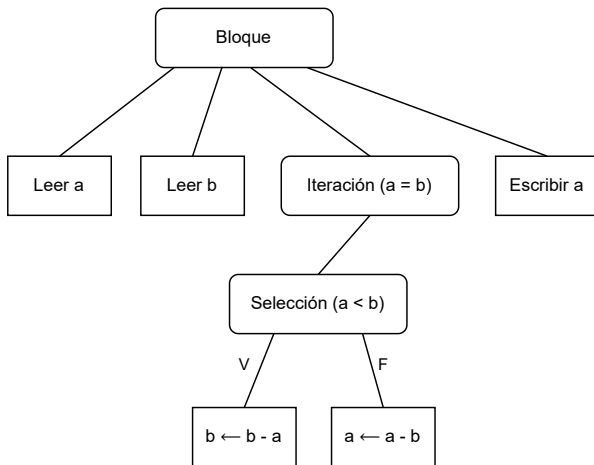 Bloque
Leer a
Leer b
Iteración (a = b)
Escribir a
Selección (a < b)
V
F
b ← b - a
a ← a - b